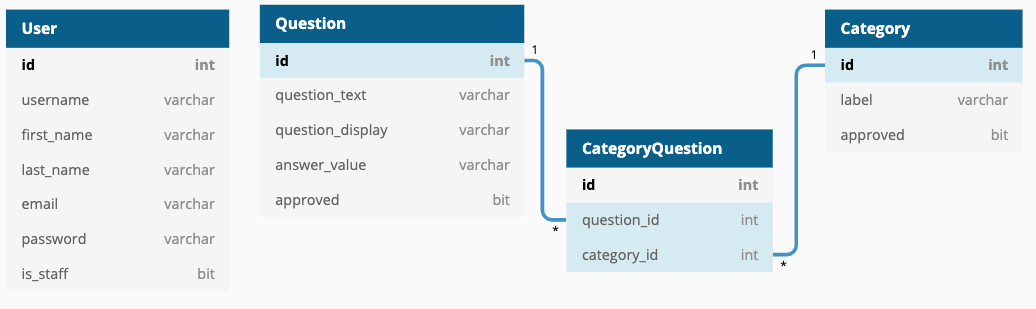 User
id int
username varchar
first_name varchar
last_name varchar
email varchar
password varchar
is_staff bit
Question
id int
question_text varchar
question_display varchar
answer_value varchar
approved bit
1
*
CategoryQuestion
id int
question_id int
category_id int
1
*
Category
id int
label varchar
approved bit